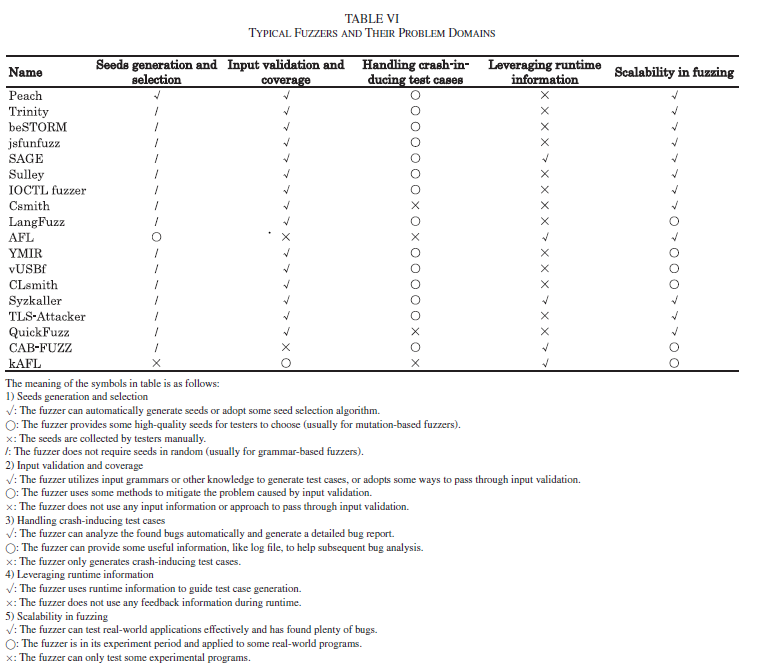 TABLE VI
TYPICAL FUZZERS AND THEIR PROBLEM DOMAINS
Name Seeds generation and selection Input validation and coverage Handling crash-in-ducing test cases Leveraging runtime information Scalability in fuzzing
Peach √ √ ○ × √
Trinity / √ ○ × √
beSTORM / √ ○ × √
jsfunfuzz / √ ○ × √
SAGE / √ ○ √ √
Sulley / √ ○ × √
IOCTL fuzzer / √ ○ × √
Csmith / √ × × √
LangFuzz / √ ○ × ○
AFL ○ × × √ √
YMIR / √ ○ × ○
vUSBf / √ ○ × ○
CLsmith / √ ○ × ○
Syzkaller / √ ○ √ √
TLS-Attacker / √ ○ × √
QuickFuzz / √ × × √
CAB-FUZZ / × ○ √ ○
kAFL × ○ × √ ○
The meaning of the symbols in table is as follows:
1) Seeds generation and selection
√: The fuzzer can automatically generate seeds or adopt some seed selection algorithm.
○: The fuzzer provides some high-quality seeds for testers to choose (usually for mutation-based fuzzers).
×: The seeds are collected by testers manually.
/: The fuzzer does not require seeds in random (usually for grammar-based fuzzers).
2) Input validation and coverage
√: The fuzzer utilizes input grammars or other knowledge to generate test cases, or adopts some ways to pass through input validation.
○: The fuzzer uses some methods to mitigate the problem caused by input validation.
×: The fuzzer does not use any input information or approach to pass through input validation.
3) Handling crash-inducing test cases
√: The fuzzer can analyze the found bugs automatically and generate a detailed bug report.
○: The fuzzer can provide some useful information, like log file, to help subsequent bug analysis.
×: The fuzzer only generates crash-inducing test cases.
4) Leveraging runtime information
√: The fuzzer uses runtime information to guide test case generation.
×: The fuzzer does not use any feedback information during runtime.
5) Scalability in fuzzing
√: The fuzzer can test real-world applications effectively and has found plenty of bugs.
○: The fuzzer is in its experiment period and applied to some real-world programs.
×: The fuzzer can only test some experimental programs.